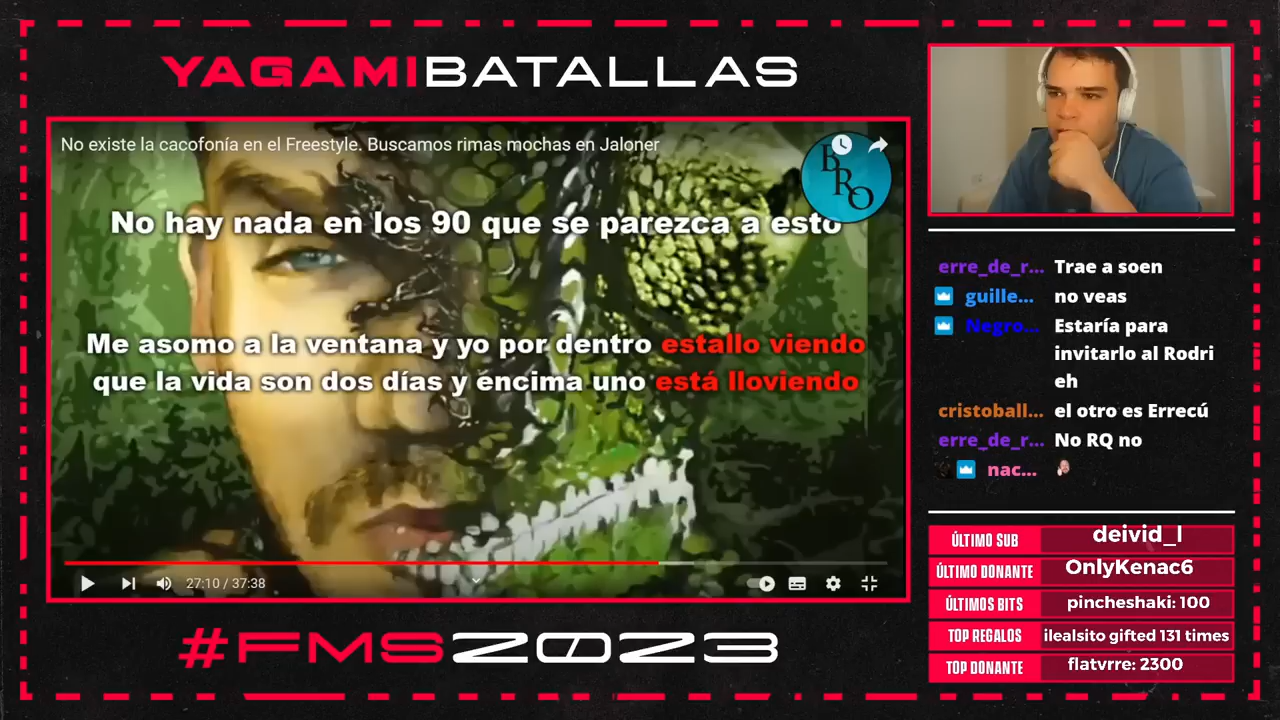 YAGAMIBATALLAS
No existe la cacofonía en el Freestyle. Buscamos rimas mochas en Jaloner
BRO
No hay nada en los 90 que se parezca a esto
Me asomo a la ventana y yo por dentro estallo viendo
que la vida son dos días y encima uno está lloviendo
27:10 / 37:38
#FMS2023
erre_de_r... Trae a soen
guille... no veas
Negro... Estaría para
invitarlo al Rodri
eh
cristoball... el otro es Errecú
erre_de_r... No RQ no
nac...
ÚLTIMO SUB deivid_l
ÚLTIMO DONANTE OnlyKenac6
ÚLTIMOS BITS pincheshaki: 100
TOP REGALOS ilealsito gifted 131 times
TOP DONANTE flatvrre: 2300